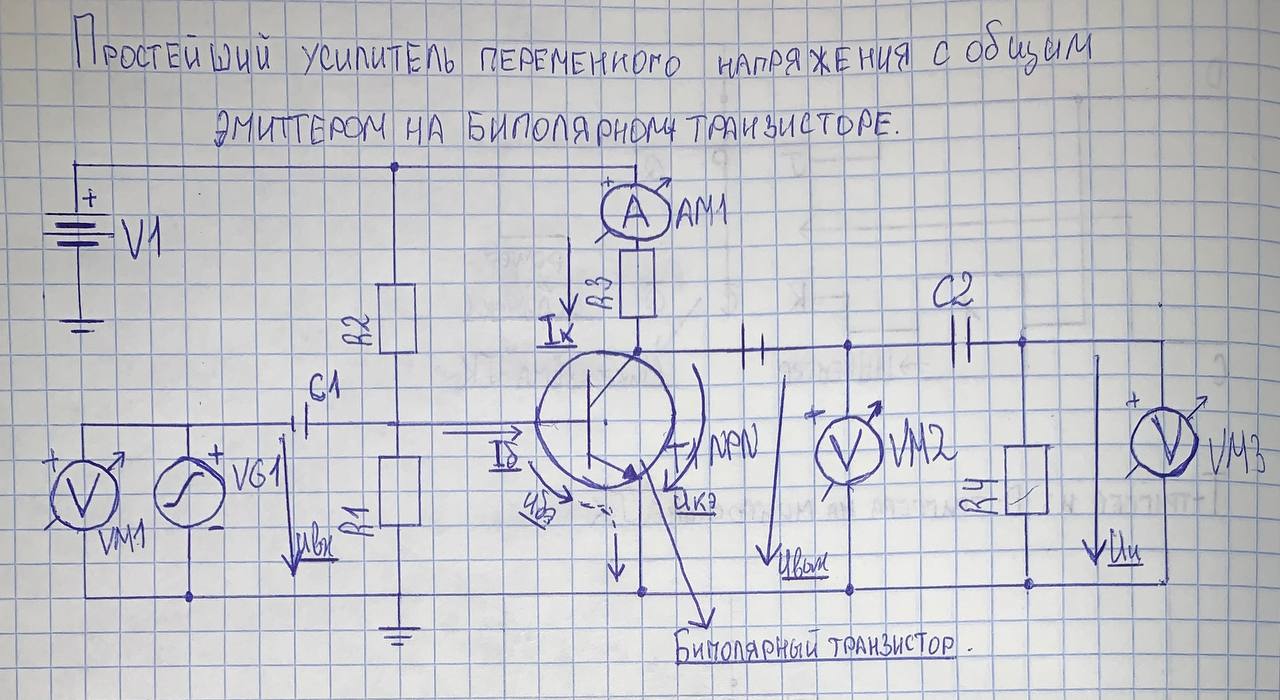 Простейший усилитель переменного напряжения с общим
эмиттером на биполярном транзисторе.
+
V1
A
+
AM1
R3
Iк
R2
C2
C1
Iб
T1 NPN
+
V
VM2
+
V
VM3
+
V
VM1
+
VG1
-
Uвх
R1
Uбэ
Uкэ
Uвых
R4
Uн
Биполярный транзистор.